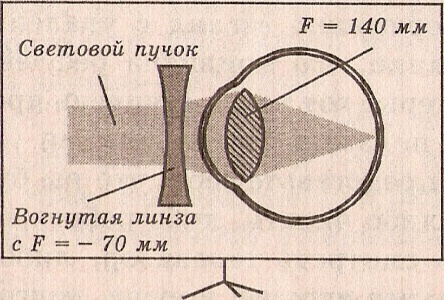 F = 140 мм
Световой пучок
Вогнутая линза
с F = – 70 мм